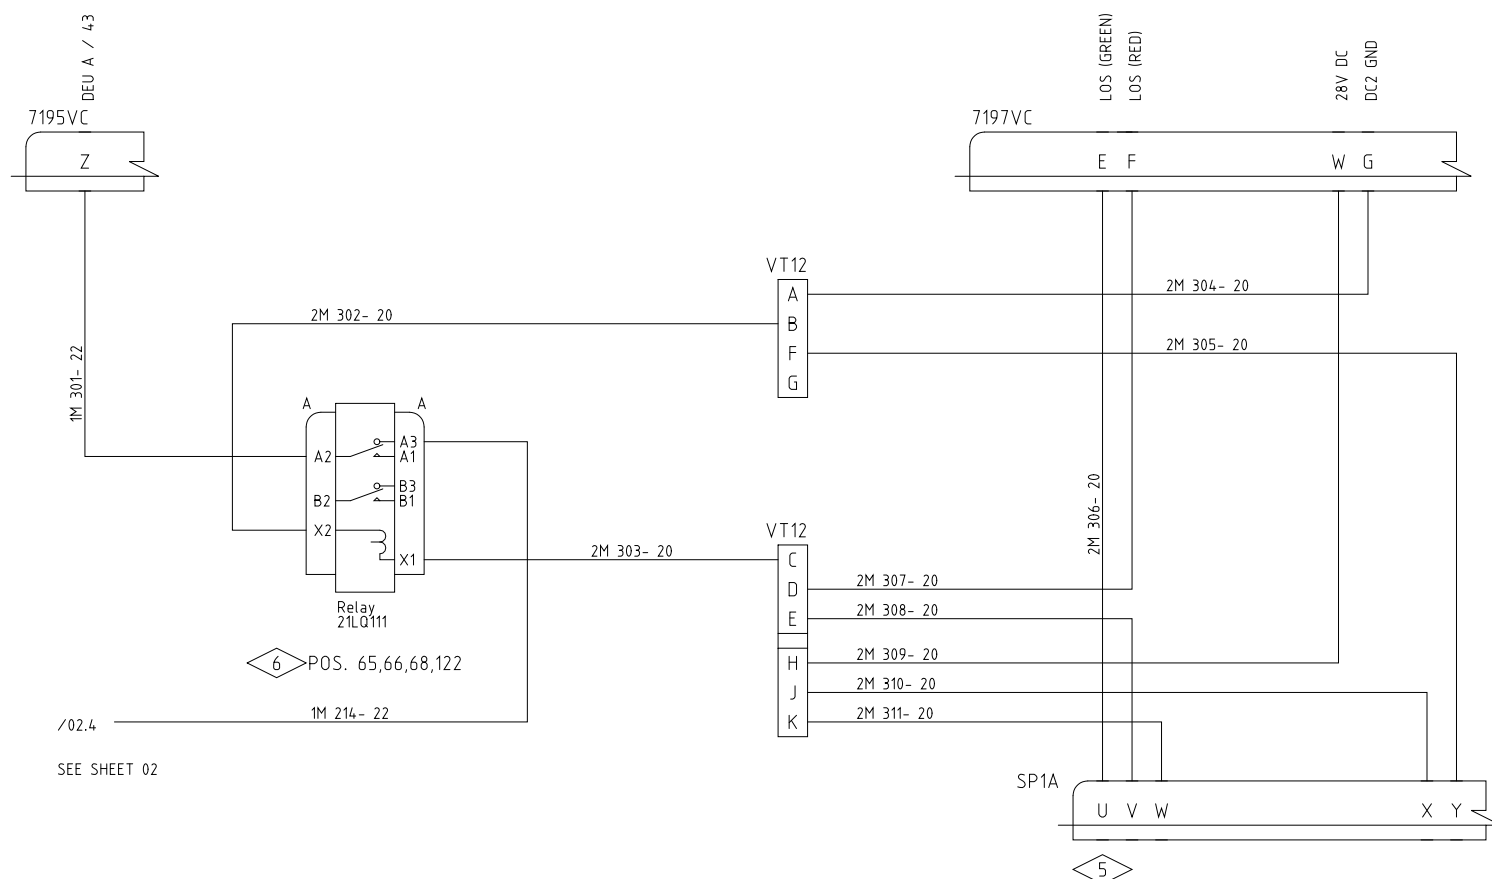 DEU A / 43
LOS (GREEN)
LOS (RED)
28V DC
DC2 GND
7195VC
7197VC
Z
E F W G
VT12
A
B
F
G
2M 304- 20
2M 302- 20
2M 305- 20
1M 301- 22
A A
A2 A3
A1
B2 B3
B1
X2
X1
Relay
21LQ111
6 POS. 65,66,68,122
2M 306- 20
VT12
2M 303- 20
C
D
E
H
J
K
2M 307- 20
2M 308- 20
2M 309- 20
2M 310- 20
2M 311- 20
1M 214- 22
/02.4
SEE SHEET 02
SP1A
U V W X Y
5